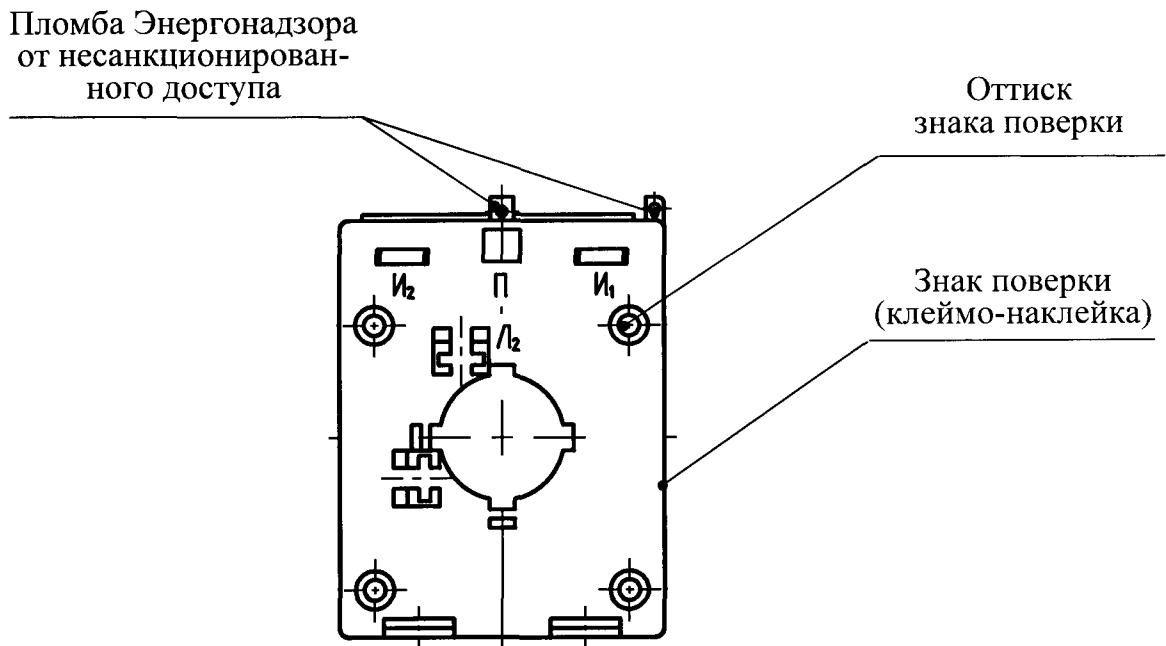 Пломба Энергонадзора
от несанкционирован-
ного доступа
Оттиск
знака поверки
Знак поверки
(клеймо-наклейка)
И₂ П И₁
Л₂